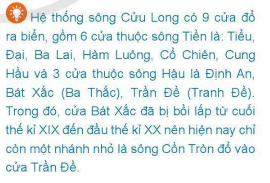 Hệ thống sông Cửu Long có 9 cửa đổ
ra biển, gồm 6 cửa thuộc sông Tiền là: Tiểu,
Đại, Ba Lai, Hàm Luông, Cổ Chiên, Cung
Hầu và 3 cửa thuộc sông Hậu là Định An,
Bát Xắc (Ba Thắc), Trần Đề (Tranh Đề).
Trong đó, cửa Bát Xắc đã bị bồi lấp từ cuối
thế kỉ XIX đến đầu thế kỉ XX nên hiện nay chỉ
còn một nhánh nhỏ là sông Cồn Tròn đổ vào
cửa Trần Đề.